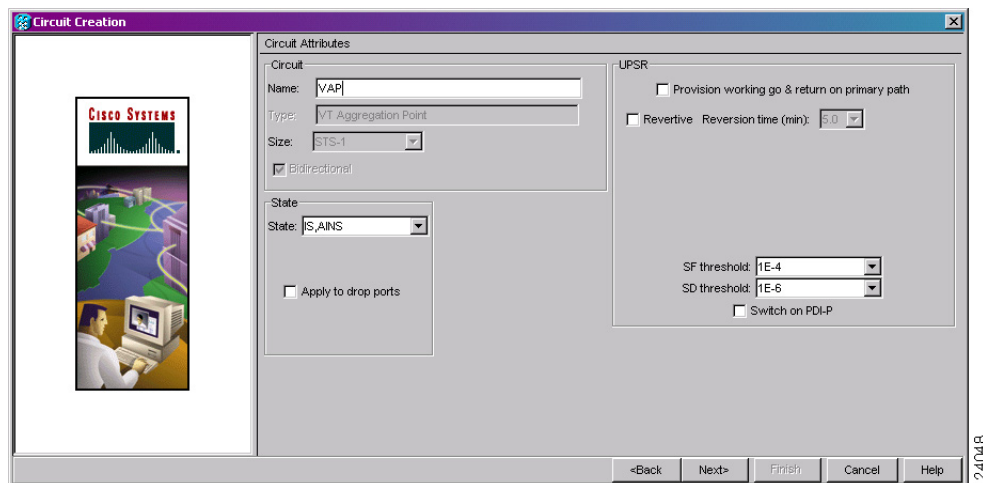 Circuit Creation
CISCO SYSTEMS
Circuit Attributes
Circuit
Name: VAP
Type: VT Aggregation Point
Size: STS-1
Bidirectional
State
State: IS,AINS
Apply to drop ports
UPSR
Provision working go & return on primary path
Revertive Reversion time (min): 5.0
SF threshold: 1E-4
SD threshold: 1E-6
Switch on PDI-P
<Back Next> Finish Cancel Help
24048